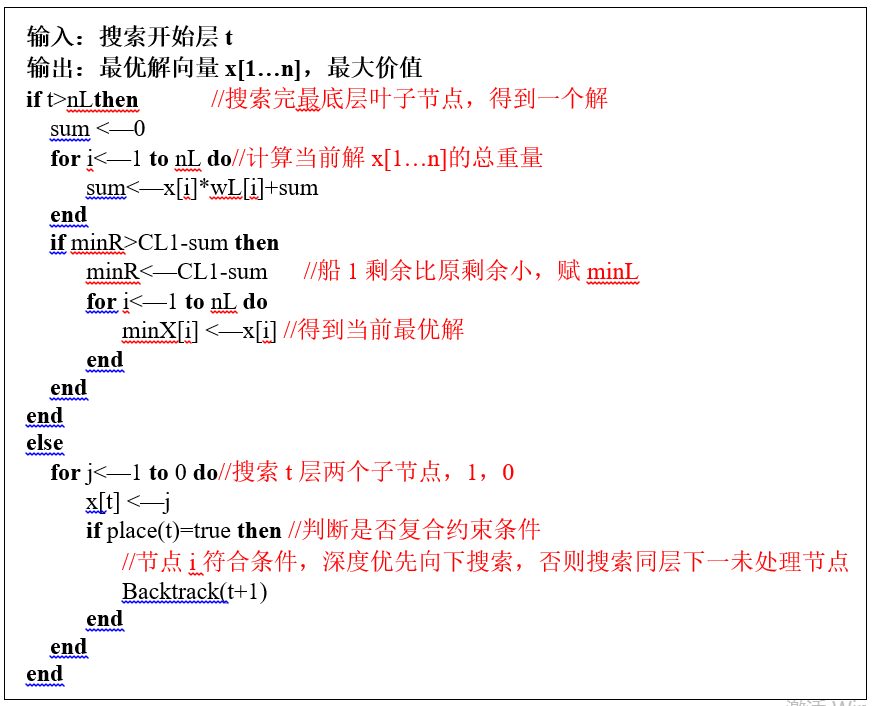 输入：搜索开始层 t
输出：最优解向量 x[1…n]，最大价值
if t>nLthen //搜索完最底层叶子节点，得到一个解
sum <—0
for i<—1 to nL do//计算当前解 x[1…n]的总重量
sum<—x[i]*wL[i]+sum
end
if minR>CL1-sum then
minR<—CL1-sum //船 1 剩余比原剩余小，赋 minL
for i<—1 to nL do
minX[i] <—x[i] //得到当前最优解
end
end
end
else
for j<—1 to 0 do//搜索 t 层两个子节点，1，0
x[t] <—j
if place(t)=true then //判断是否复合约束条件
//节点 i 符合条件，深度优先向下搜索，否则搜索同层下一未处理节点
Backtrack(t+1)
end
end
end